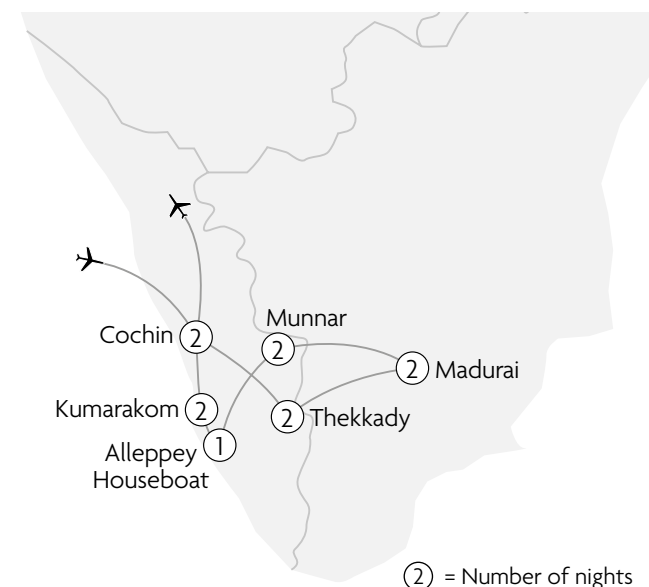 Munnar
2
Cochin
2
2
Madurai
Kumarakom
2
2
Thekkady
Alleppey
Houseboat
1
2 = Number of nights